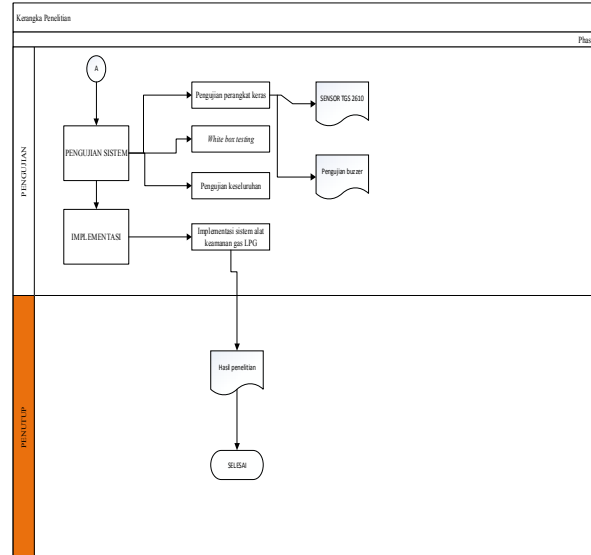 Kerangka Penelitian
Phas
PENGUJIAN
A
PENGUJIAN SISTEM
Pengujian perangkat keras
SENSOR TGS 2610
White box testing
Pengujian buzzer
Pengujian keseluruhan
IMPLEMENTASI
Implementasi sistem alat
keamanan gas LPG
PENUTUP
Hasil penelitian
SELESAI